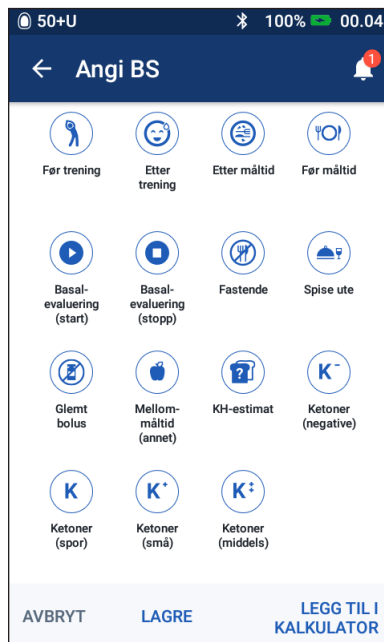 50+U 100% 00.04
Angi BS
1
Før trening Etter Etter måltid Før måltid
trening
Basal- Basal- Fastende Spise ute
evaluering evaluering
(start) (stopp)
? K⁻
Glemt Mellom- KH-estimat Ketoner
bolus måltid (negative)
(annet)
K K⁺ K‡
Ketoner Ketoner Ketoner
(spor) (små) (middels)
AVBRYT LAGRE LEGG TIL I
KALKULATOR